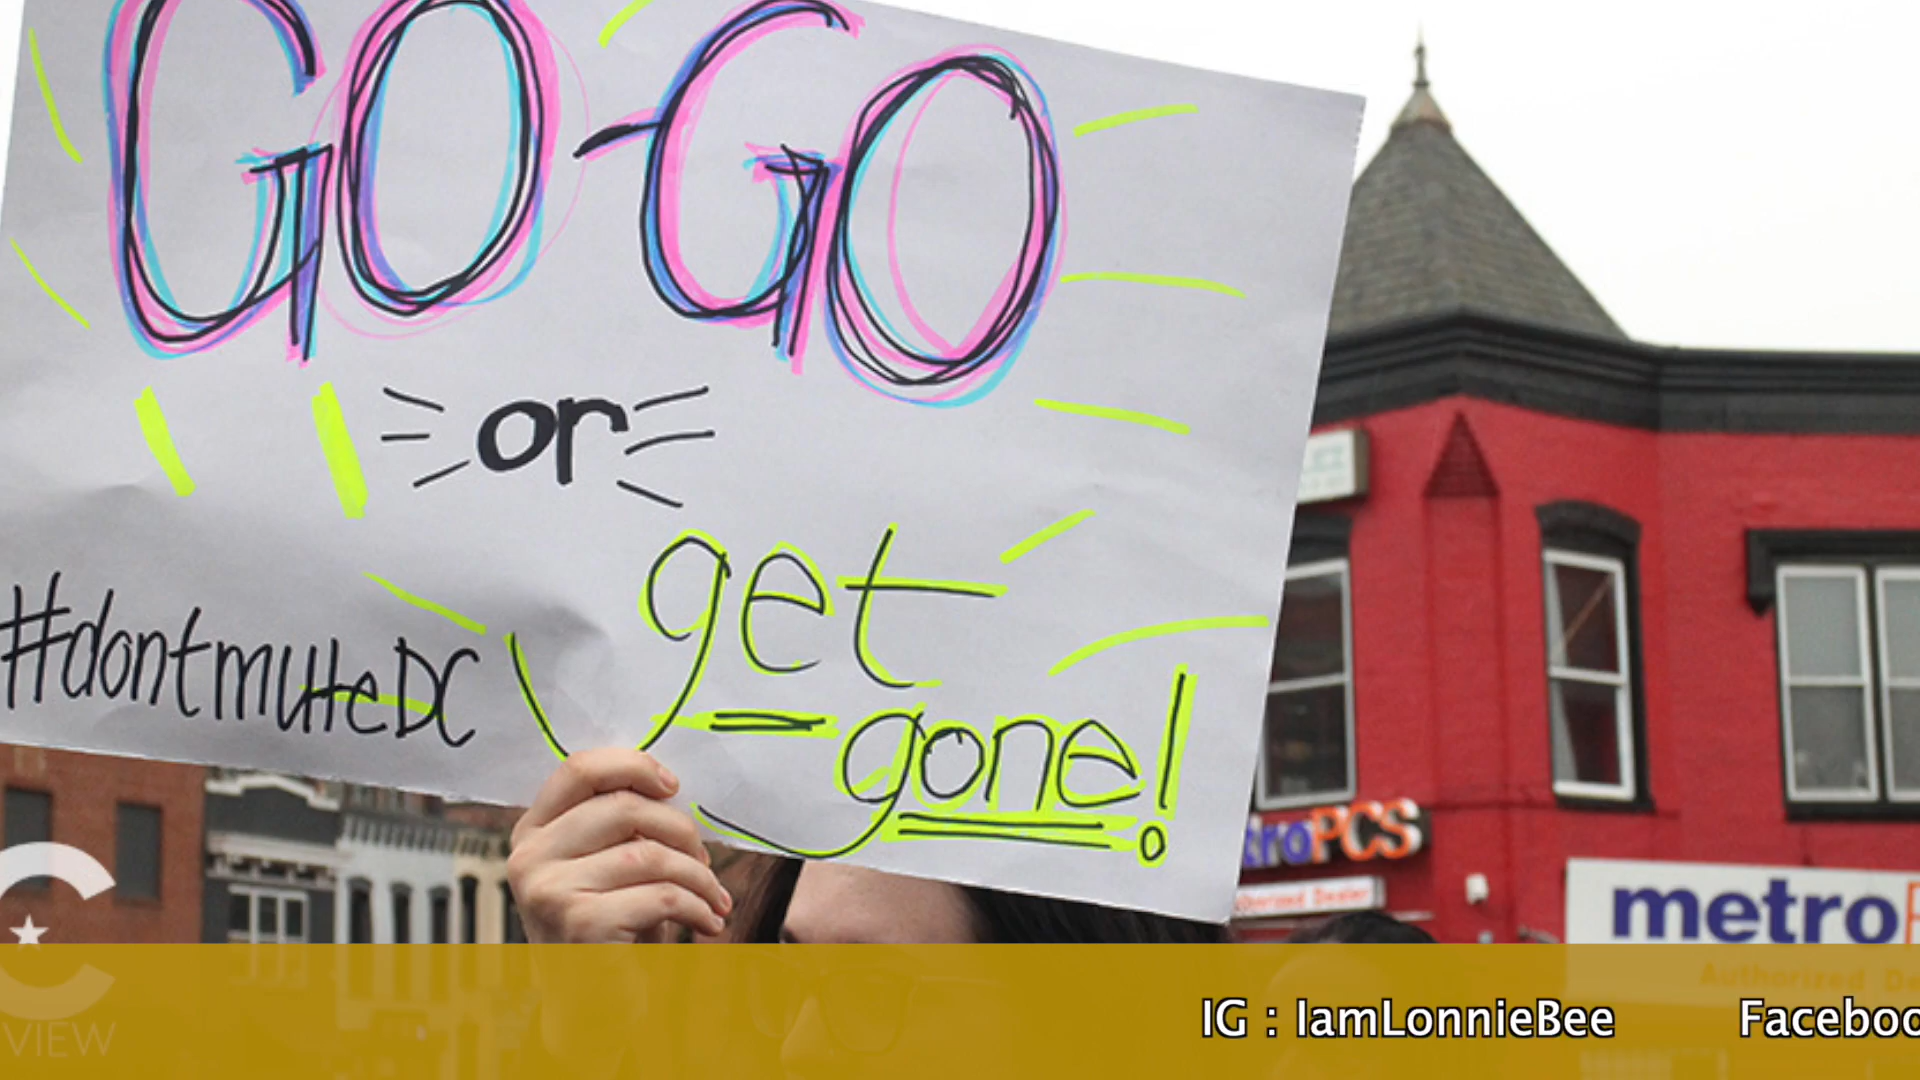 GO-GO
or
get
gone!
#dontmuteDC
troPCS
metro
VIEW
IG : IamLonnieBee
Faceboo